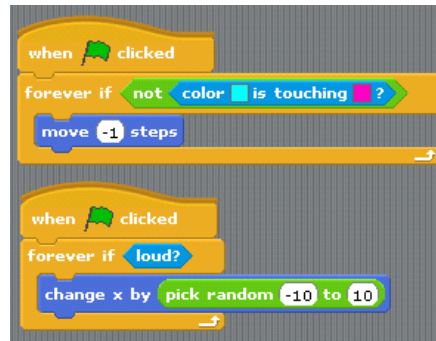 when clicked
forever if not color is touching ?
move -1 steps
when clicked
forever if loud?
change x by pick random -10 to 10